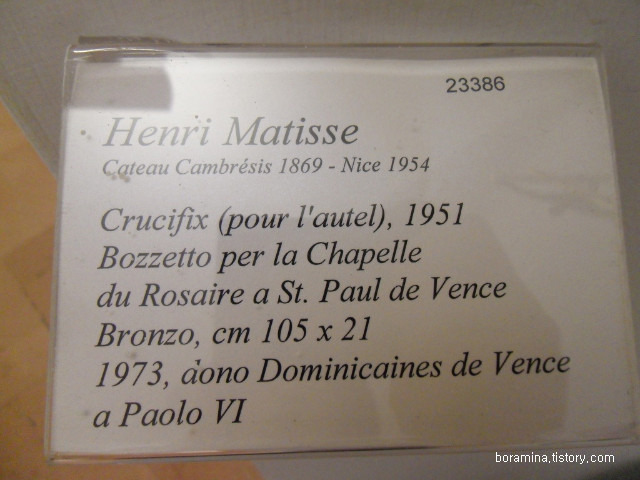 23386
Henri Matisse
Cateau Cambrésis 1869 - Nice 1954
Crucifix (pour l'autel), 1951
Bozzetto per la Chapelle
du Rosaire a St. Paul de Vence
Bronzo, cm 105 x 21
1973, dono Dominicaines de Vence
a Paolo VI
boramina.tistory.com